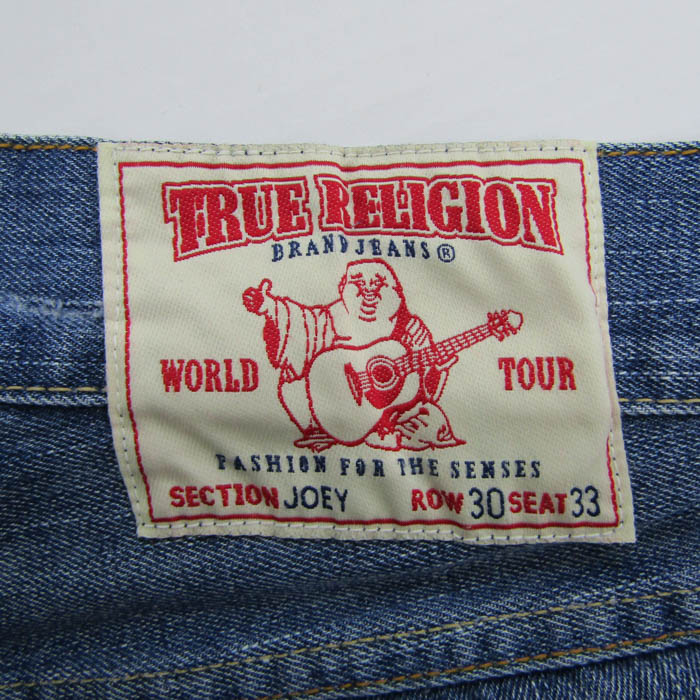 TRUE RELIGION
BRAND JEANS ®
WORLD TOUR
FASHION FOR THE SENSES
SECTION JOEY ROW 30 SEAT 33